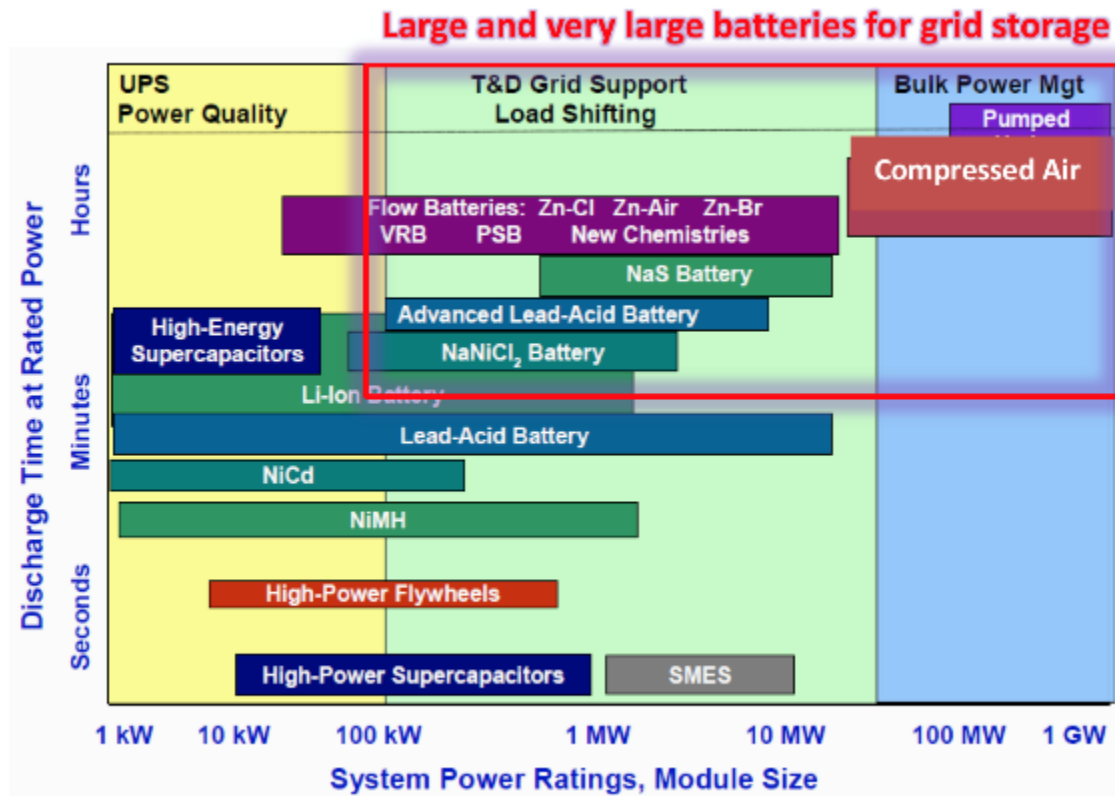 Large and very large batteries for grid storage
UPS
Power Quality
T&D Grid Support
Load Shifting
Bulk Power Mgt
Pumped
Compressed Air
Flow Batteries: Zn-Cl Zn-Air Zn-Br
VRB PSB New Chemistries
NaS Battery
Advanced Lead-Acid Battery
High-Energy
Supercapacitors
NaNiCl₂ Battery
Li-Ion Battery
Lead-Acid Battery
NiCd
NiMH
High-Power Flywheels
High-Power Supercapacitors
SMES
Discharge Time at Rated Power
Hours
Minutes
Seconds
1 kW 10 kW 100 kW 1 MW 10 MW 100 MW 1 GW
System Power Ratings, Module Size